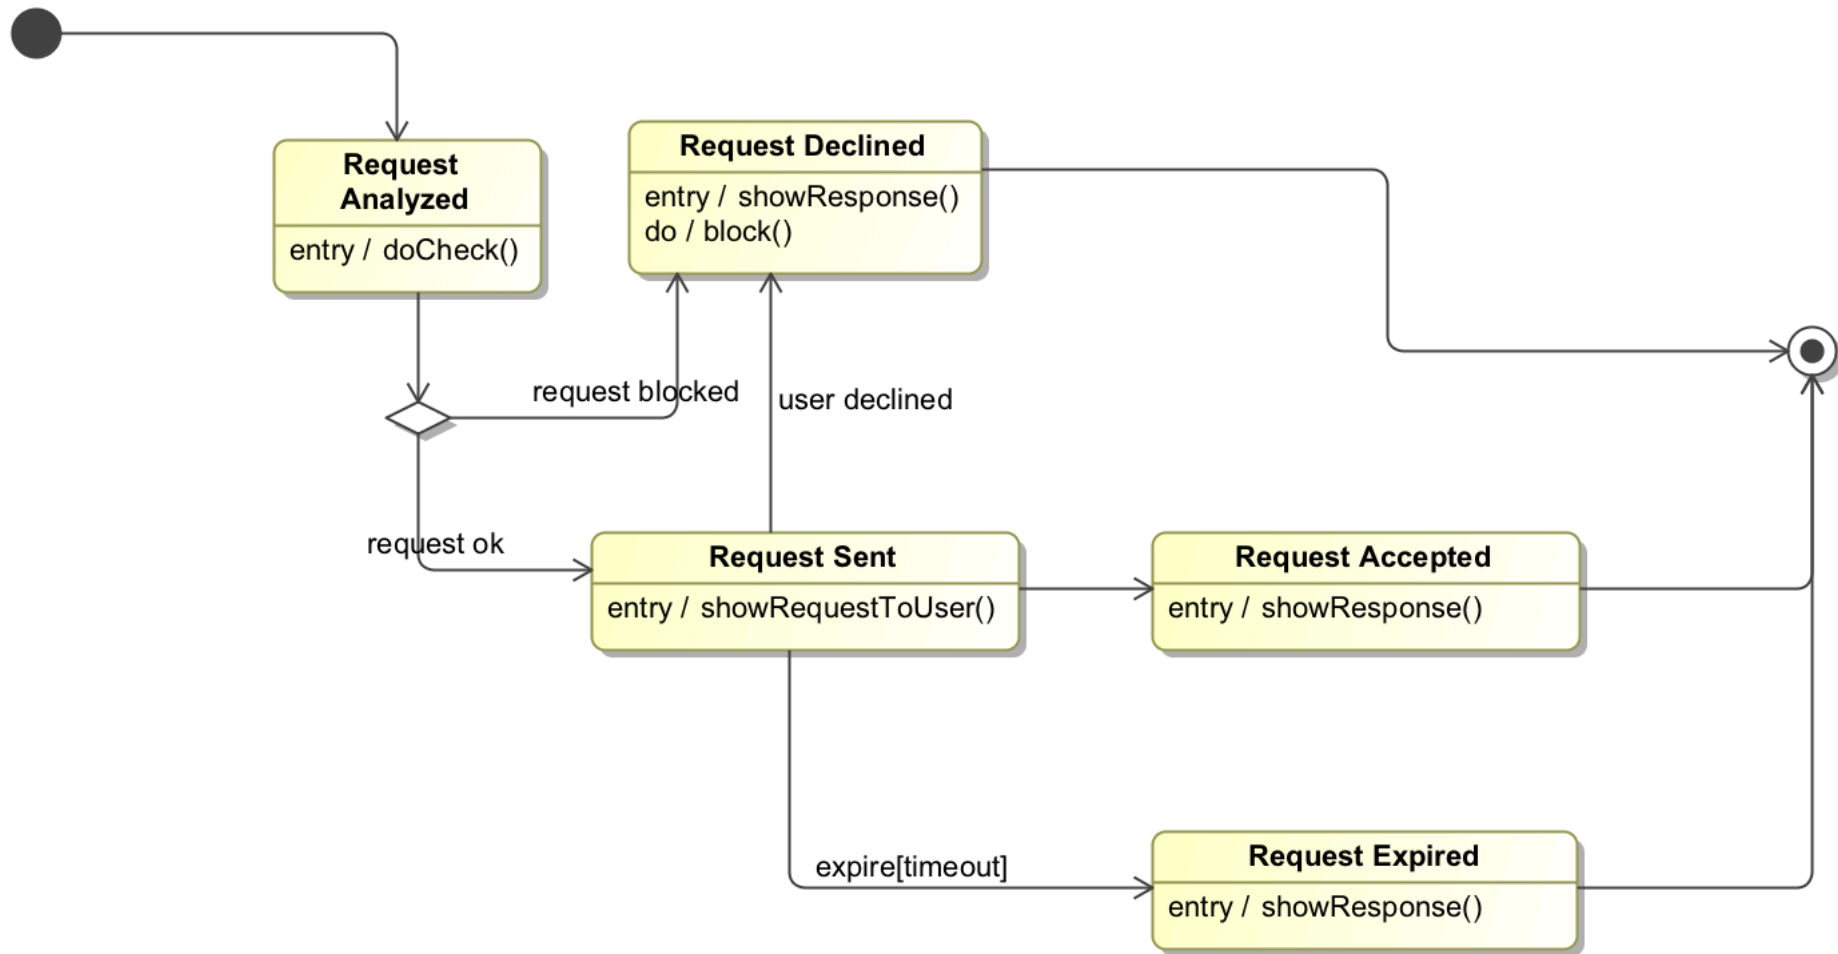 Request
Analyzed
entry / doCheck()
Request Declined
entry / showResponse()
do / block()
request blocked
user declined
request ok
Request Sent
entry / showRequestToUser()
Request Accepted
entry / showResponse()
expire[timeout]
Request Expired
entry / showResponse()